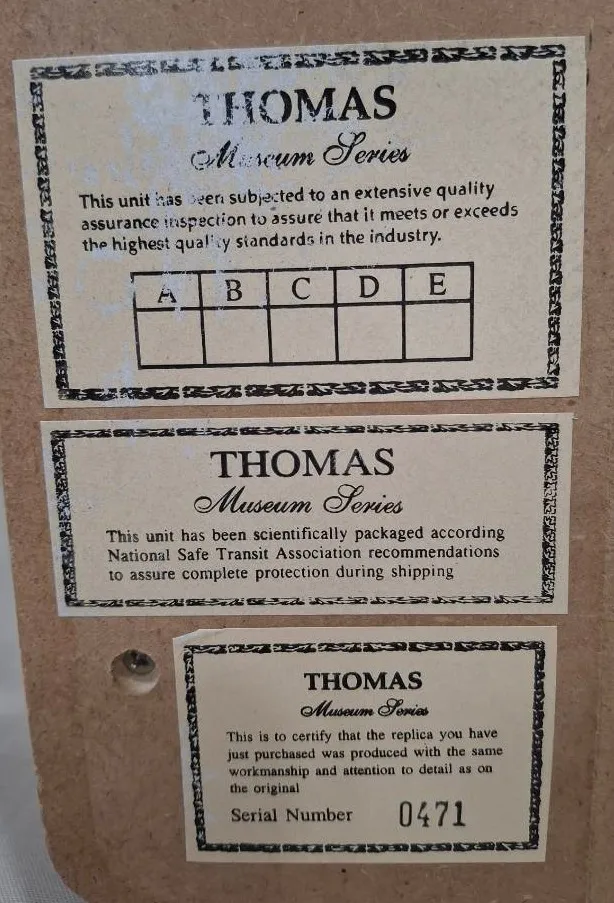 THOMAS
Museum Series
This unit has been subjected to an extensive quality
assurance inspection to assure that it meets or exceeds
the highest quality standards in the industry.
A B C D E
THOMAS
Museum Series
This unit has been scientifically packaged according
National Safe Transit Association recommendations
to assure complete protection during shipping
THOMAS
Museum Series
This is to certify that the replica you have
just purchased was produced with the same
workmanship and attention to detail as on
the original
Serial Number 0471